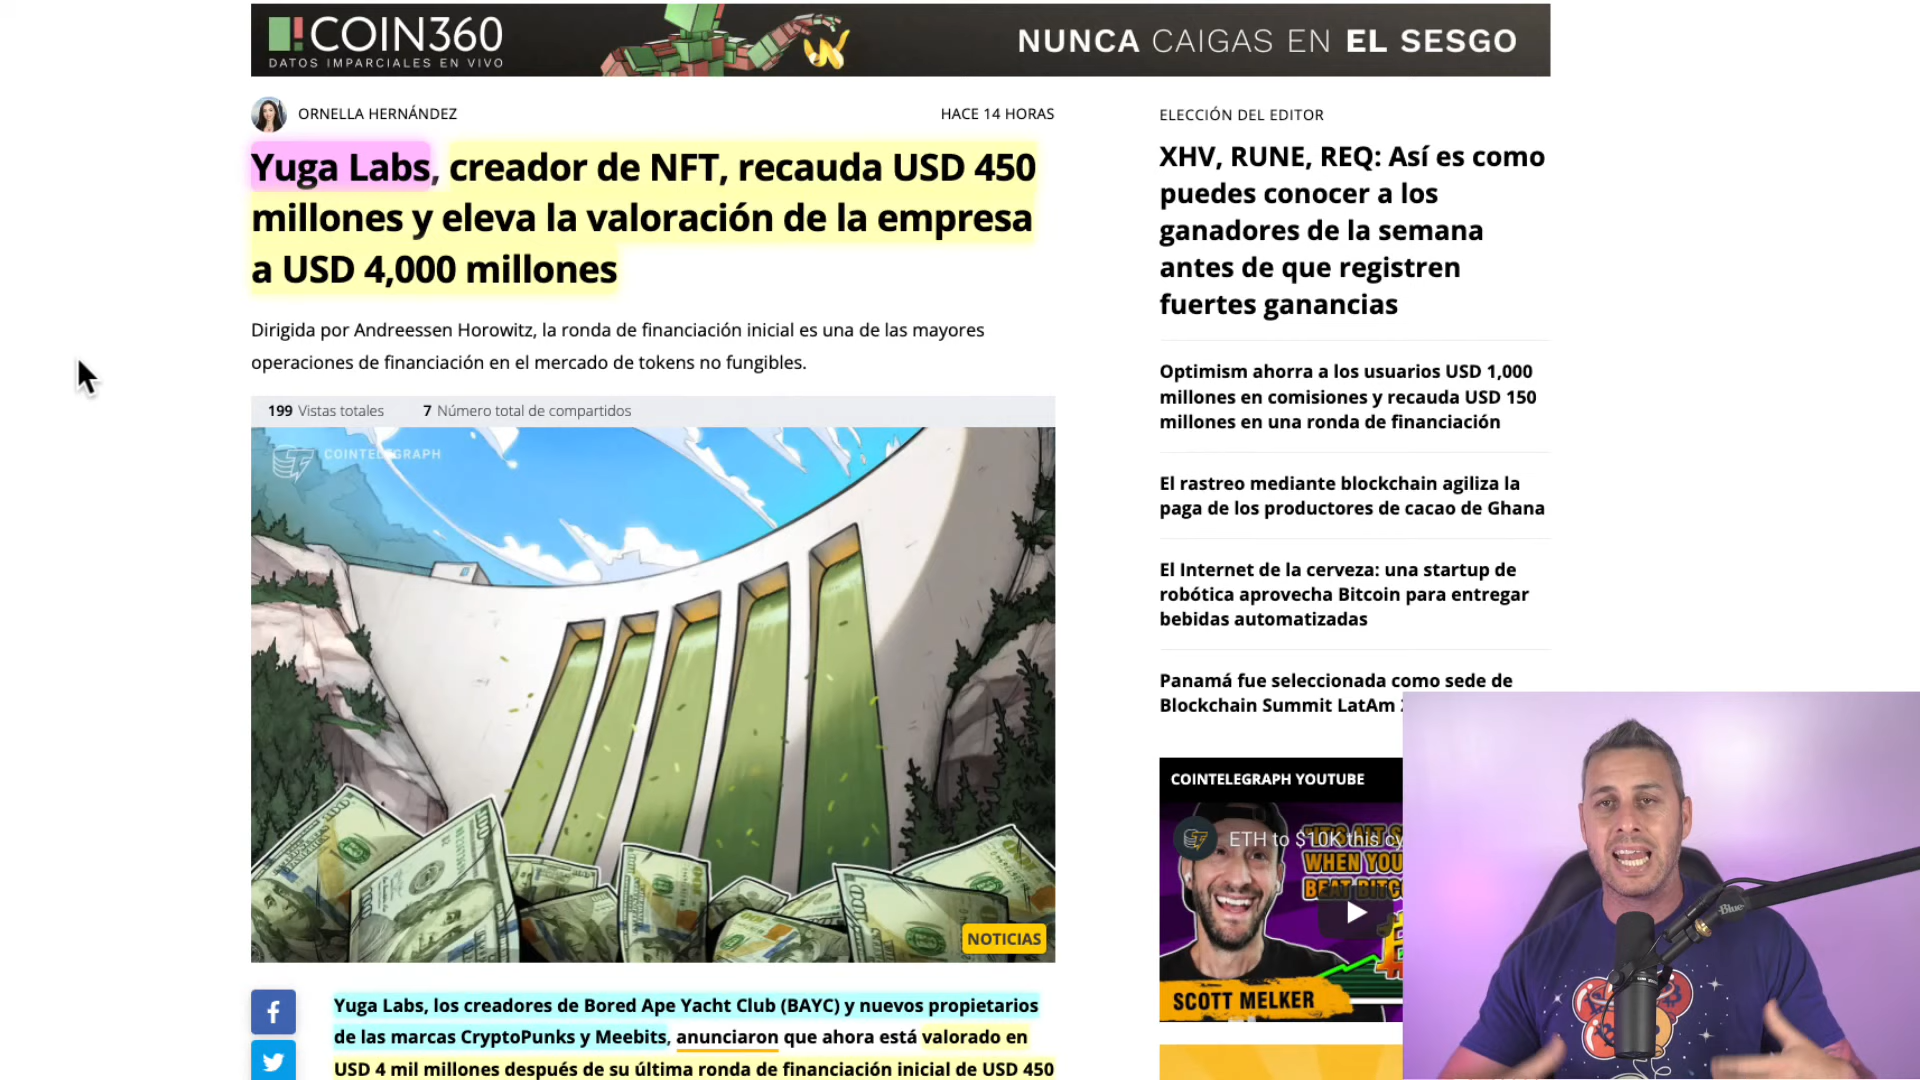 COIN360
DATOS IMPARCIALES EN VIVO
NUNCA CAIGAS EN EL SESGO
ORNELLA HERNÁNDEZ
HACE 14 HORAS
Yuga Labs, creador de NFT, recauda USD 450
millones y eleva la valoración de la empresa
a USD 4,000 millones
Dirigida por Andreessen Horowitz, la ronda de financiación inicial es una de las mayores
operaciones de financiación en el mercado de tokens no fungibles.
199 Vistas totales
7 Número total de compartidos
COINTELEGRAPH
NOTICIAS
Yuga Labs, los creadores de Bored Ape Yacht Club (BAYC) y nuevos propietarios
de las marcas CryptoPunks y Meebits, anunciaron que ahora está valorado en
USD 4 mil millones después de su última ronda de financiación inicial de USD 450
ELECCIÓN DEL EDITOR
XHV, RUNE, REQ: Así es como
puedes conocer a los
ganadores de la semana
antes de que registren
fuertes ganancias
Optimism ahorra a los usuarios USD 1,000
millones en comisiones y recauda USD 150
millones en una ronda de financiación
El rastreo mediante blockchain agiliza la
paga de los productores de cacao de Ghana
El Internet de la cerveza: una startup de
robótica aprovecha Bitcoin para entregar
bebidas automatizadas
Panamá fue seleccionada como sede de
Blockchain Summit LatAm
COINTELEGRAPH YOUTUBE
ETH to $10K this
WHEN YOU
BEAT
SCOTT MELKER
Blue